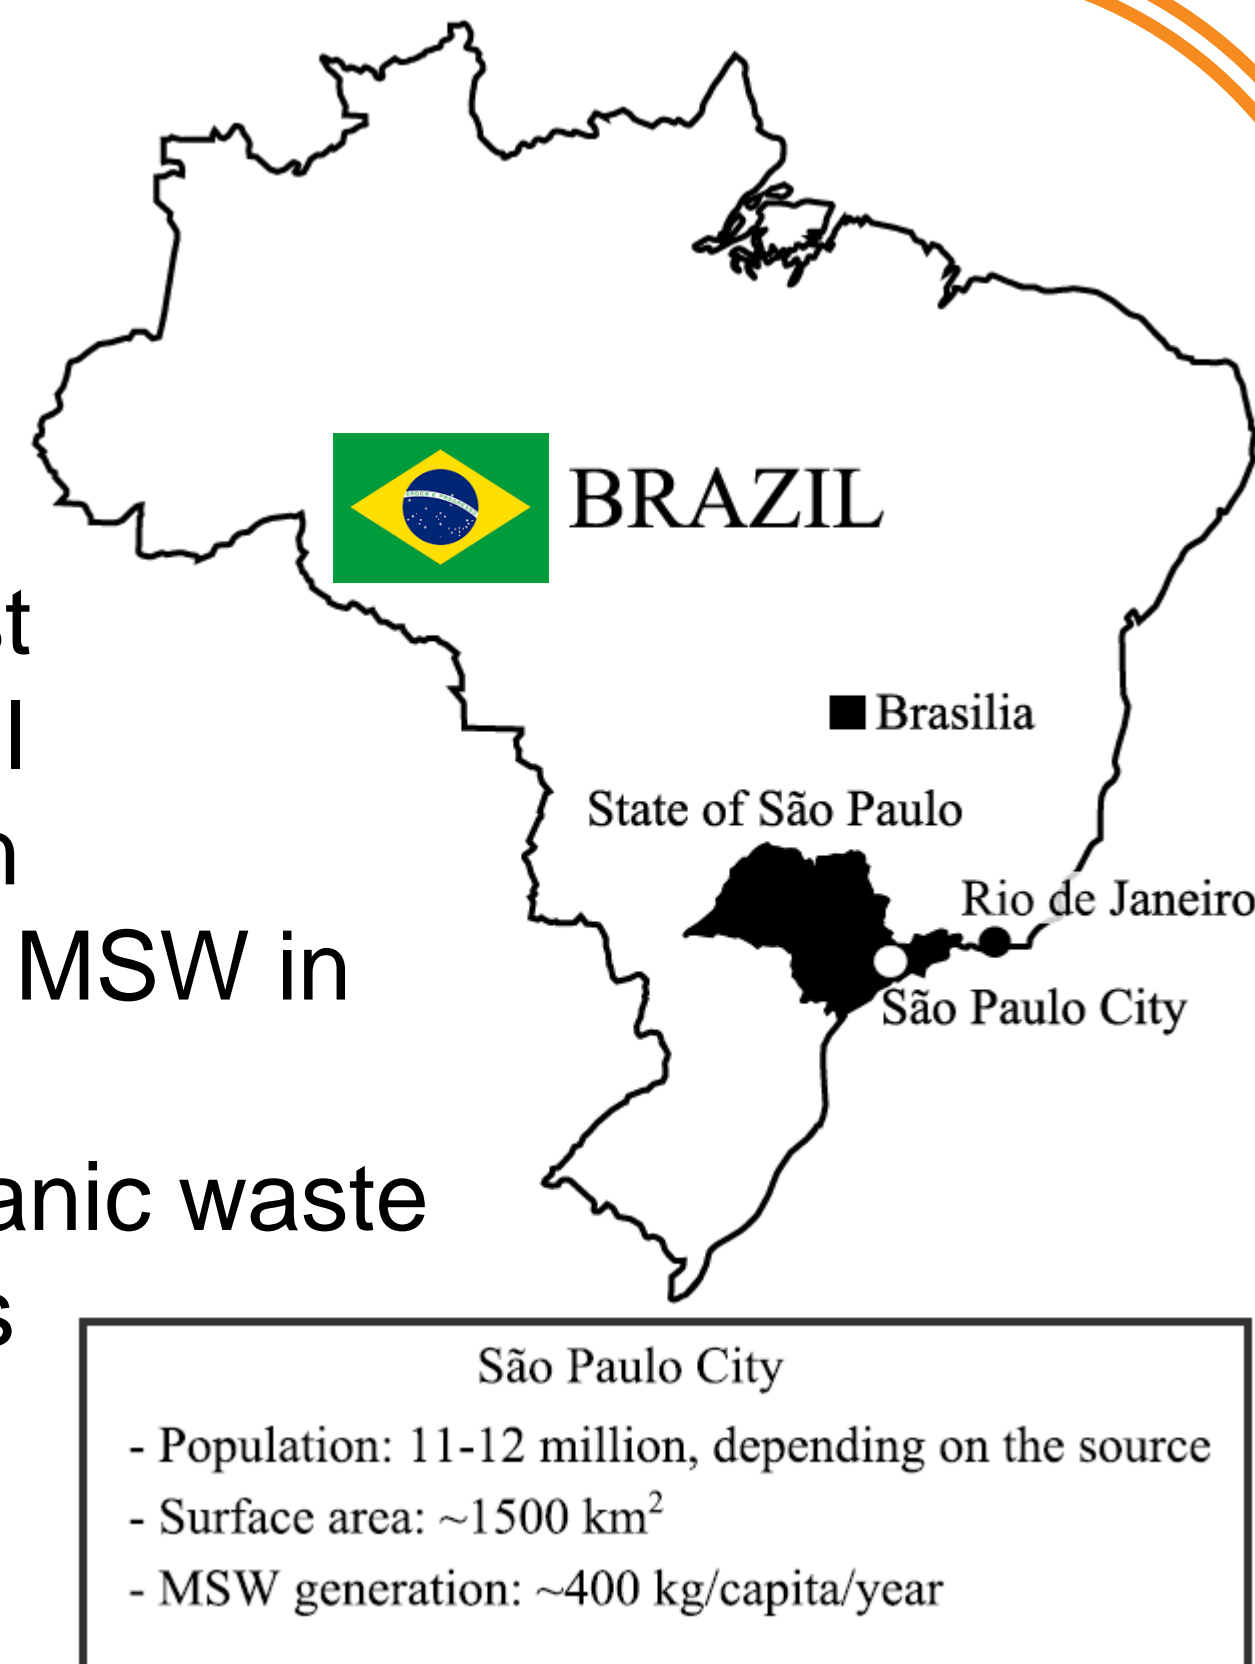 BRAZIL
st
l
n
Brasilia
State of São Paulo
Rio de Janeiro
MSW in
São Paulo City
anic waste
s
São Paulo City
- Population: 11-12 million, depending on the source
- Surface area: ~1500 km²
- MSW generation: ~400 kg/capita/year